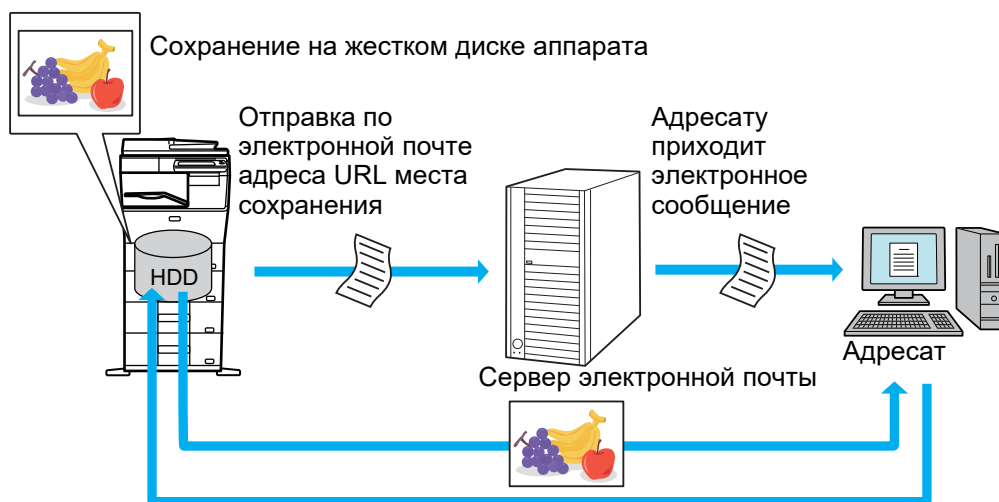 Сохранение на жестком диске аппарата
Отправка по
электронной почте
адреса URL места
сохранения
Адресату
приходит
электронное
сообщение
HDD
Адресат
Сервер электронной почты